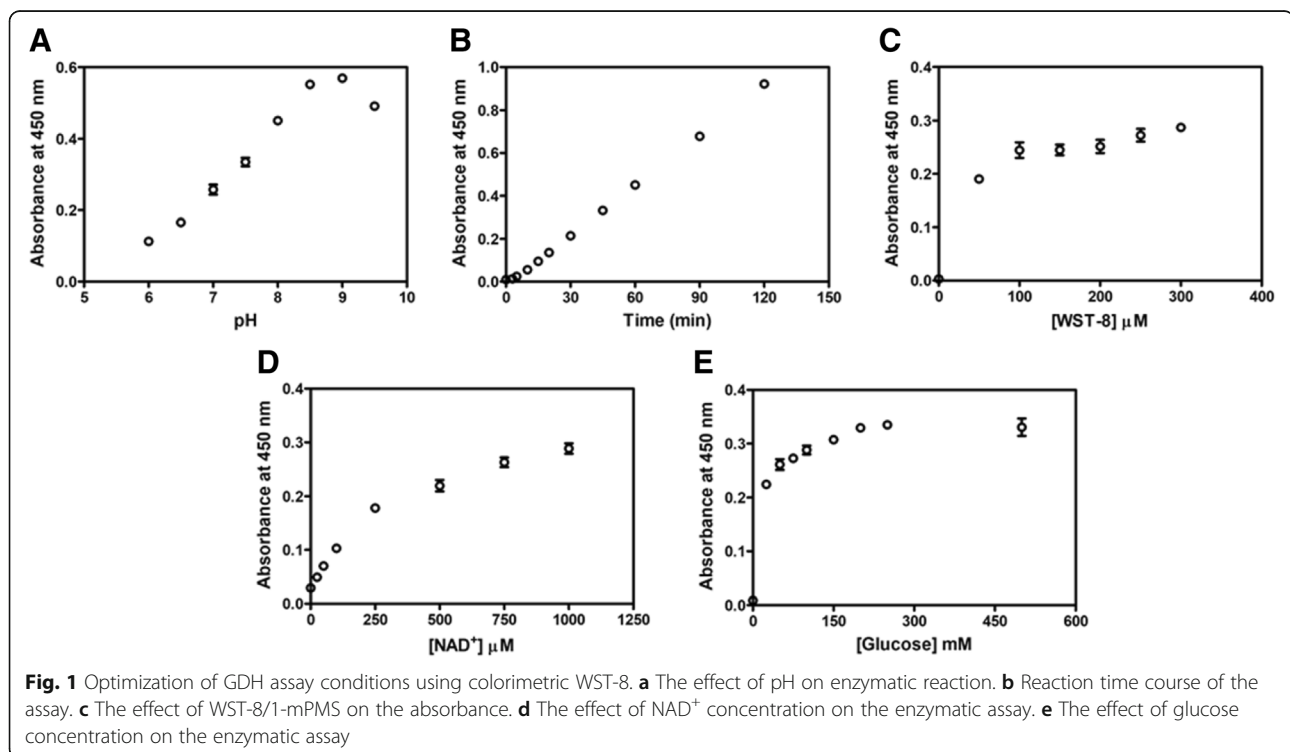 A
Absorbance at 450 nm
0.6
0.4
0.2
0.0
5 6 7 8 9 10
pH
B
Absorbance at 450 nm
1.0
0.8
0.6
0.4
0.2
0.0
0 30 60 90 120 150
Time (min)
C
Absorbance at 450 nm
0.4
0.3
0.2
0.1
0.0
0 100 200 300 400
[WST-8] μM
D
Absorbance at 450 nm
0.4
0.3
0.2
0.1
0.0
0 250 500 750 1000 1250
[NAD⁺] μM
E
Absorbance at 450 nm
0.4
0.3
0.2
0.1
0.0
0 150 300 450 600
[Glucose] mM
Fig. 1 Optimization of GDH assay conditions using colorimetric WST-8. a The effect of pH on enzymatic reaction. b Reaction time course of the
assay. c The effect of WST-8/1-mPMS on the absorbance. d The effect of NAD⁺ concentration on the enzymatic assay. e The effect of glucose
concentration on the enzymatic assay